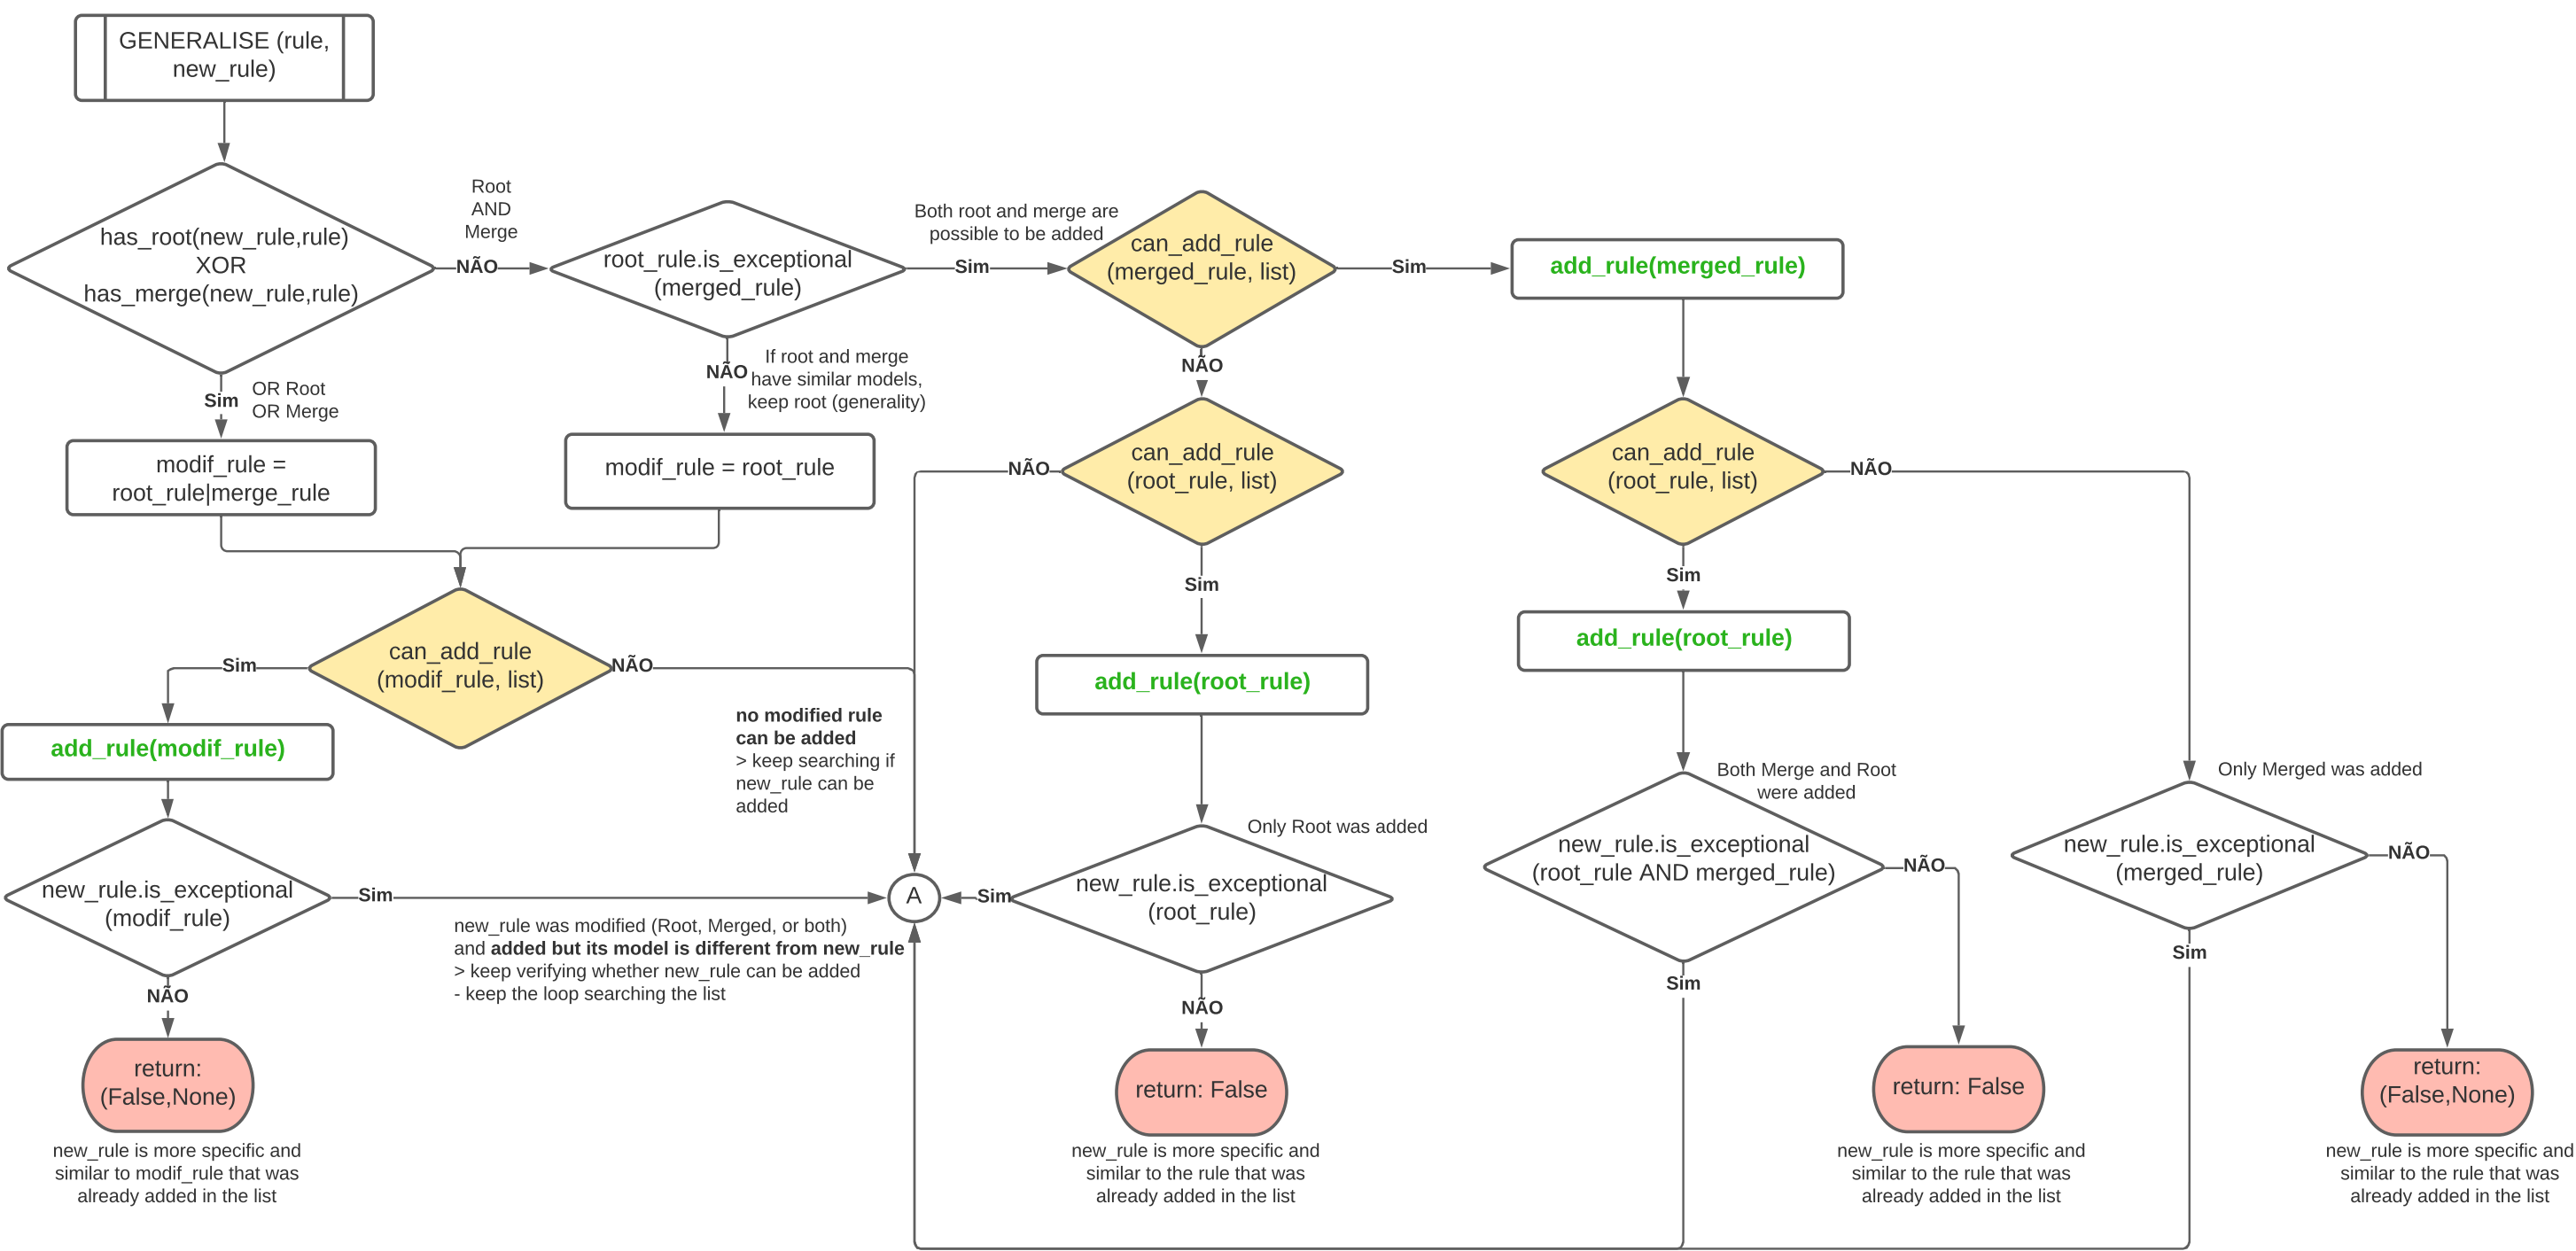 GENERALISE (rule,
new_rule)
has_root(new_rule,rule)
XOR
has_merge(new_rule,rule)
NÃO
Root
AND
Merge
Sim
OR Root
OR Merge
root_rule.is_exceptional
(merged_rule)
Sim
Both root and merge are
possible to be added
NÃO
If root and merge
have similar models,
keep root (generality)
can_add_rule
(merged_rule, list)
Sim
NÃO
add_rule(merged_rule)
modif_rule =
root_rule|merge_rule
modif_rule = root_rule
can_add_rule
(root_rule, list)
NÃO
Sim
can_add_rule
(root_rule, list)
NÃO
Sim
can_add_rule
(modif_rule, list)
Sim
NÃO
add_rule(modif_rule)
add_rule(root_rule)
add_rule(root_rule)
no modified rule
can be added
> keep searching if
new_rule can be
added
new_rule.is_exceptional
(modif_rule)
Sim
NÃO
new_rule was modified (Root, Merged, or both)
and added but its model is different from new_rule
> keep verifying whether new_rule can be added
- keep the loop searching the list
A
Only Root was added
new_rule.is_exceptional
(root_rule)
Sim
NÃO
Both Merge and Root
were added
new_rule.is_exceptional
(root_rule AND merged_rule)
NÃO
Sim
Only Merged was added
new_rule.is_exceptional
(merged_rule)
NÃO
Sim
return:
(False,None)
new_rule is more specific and
similar to modif_rule that was
already added in the list
return: False
new_rule is more specific and
similar to the rule that was
already added in the list
return: False
new_rule is more specific and
similar to the rule that was
already added in the list
return:
(False,None)
new_rule is more specific and
similar to the rule that was
already added in the list